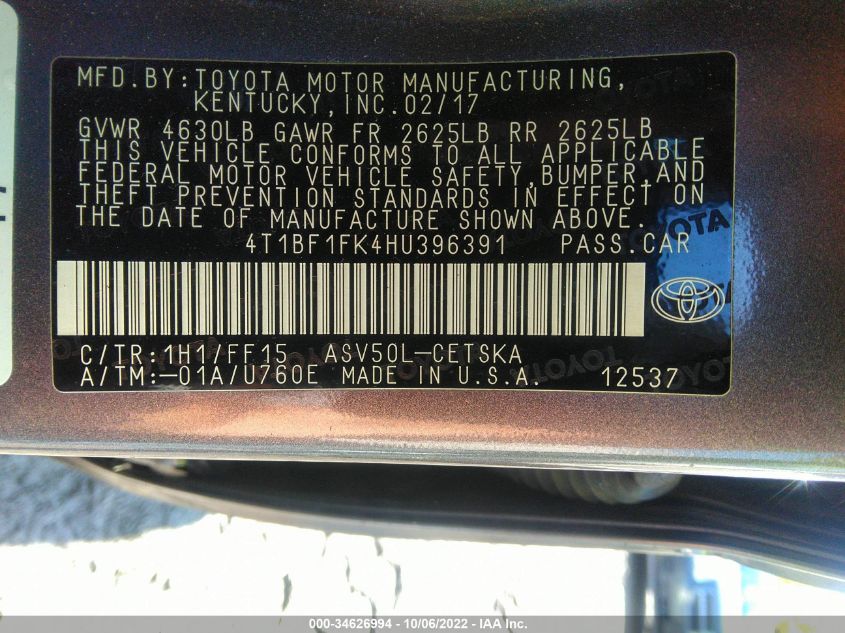 MFD.BY:TOYOTA MOTOR MANUFACTURING,
KENTUCKY,INC.02/17
GVWR 4630LB GAWR FR 2625LB RR 2625LB
THIS VEHICLE CONFORMS TO ALL APPLICABLE
FEDERAL MOTOR VEHICLE SAFETY,BUMPER,AND
THEFT PREVENTION STANDARDS IN EFFECT ON
THE DATE OF MANUFACTURE SHOWN ABOVE.
4T1BF1FK4HU396391 PASS.CAR
C/TR:1H1/FF15 ASV50L-CETSKA
A/TM:-01A/U760E MADE IN U.S.A. 12537
000-34626994 - 10/06/2022 - IAA Inc.